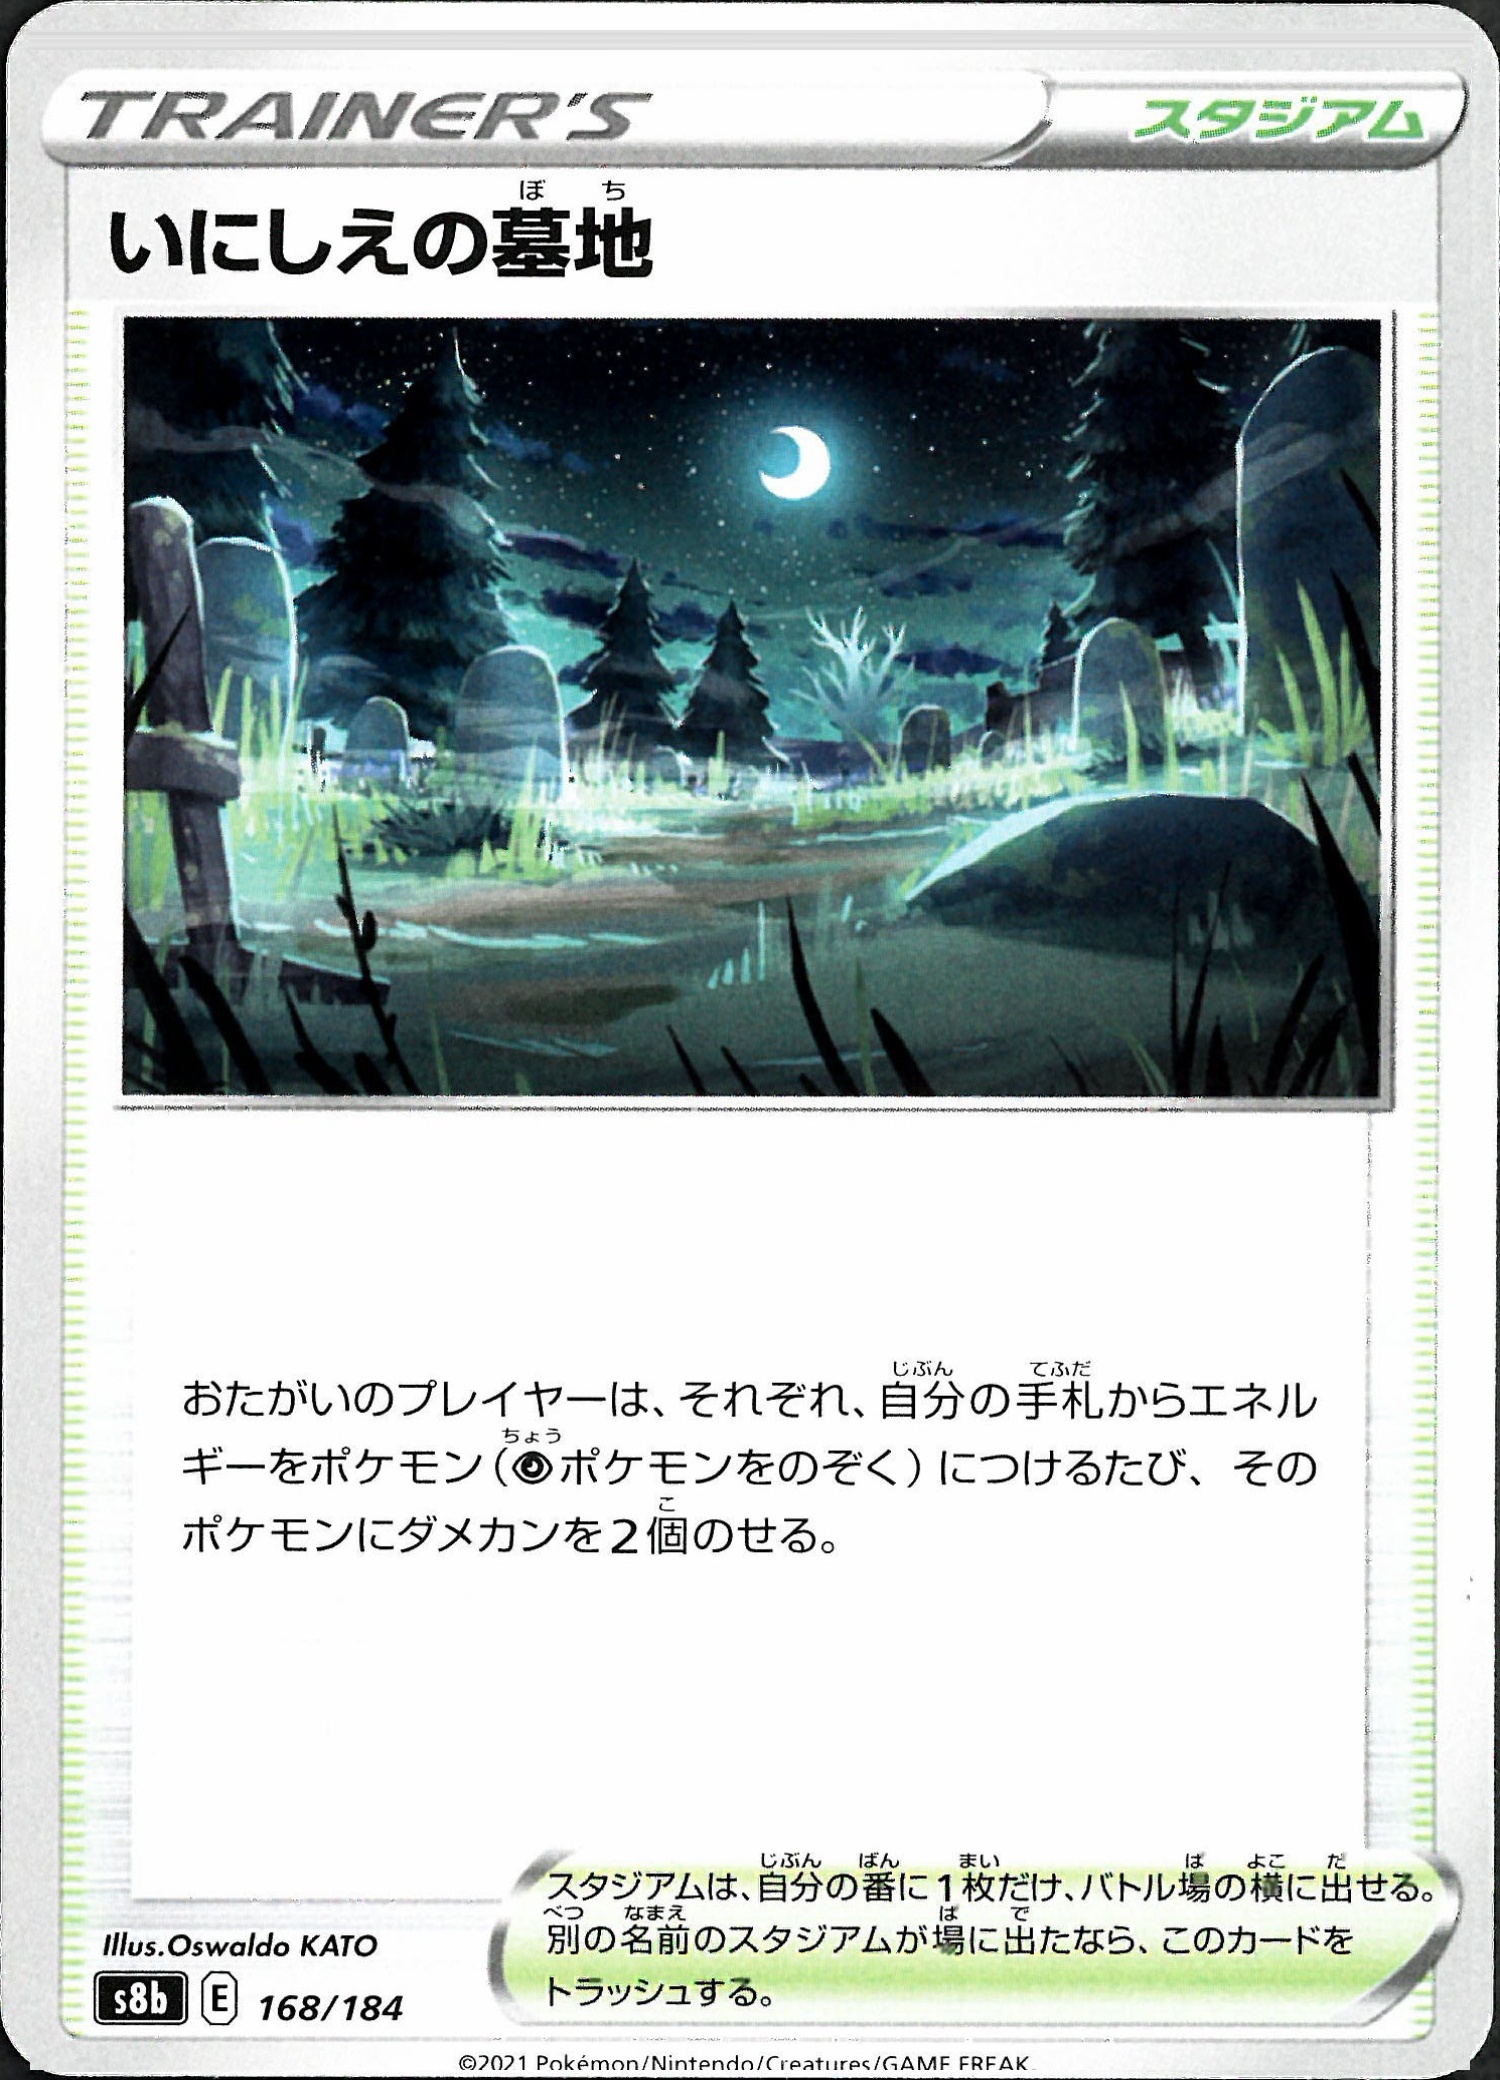 TRAINER'S
スタジアム
ぼ ち
いにしえの墓地
じぶん てふだ
おたがいのプレイヤーは、それぞれ、自分の手札からエネル
ちょう
ギーをポケモン（ポケモンをのぞく）につけるたび、その
こ
ポケモンにダメカンを2個のせる。
じぶん ばん まい ば よこ だ
スタジアムは、自分の番に1枚だけ、バトル場の横に出せる。
べつ なまえ ば で
別の名前のスタジアムが場に出たなら、このカードを
トラッシュする。
Illus.Oswaldo KATO
s8b E 168/184
©2021 Pokémon/Nintendo/Creatures/GAME FREAK.